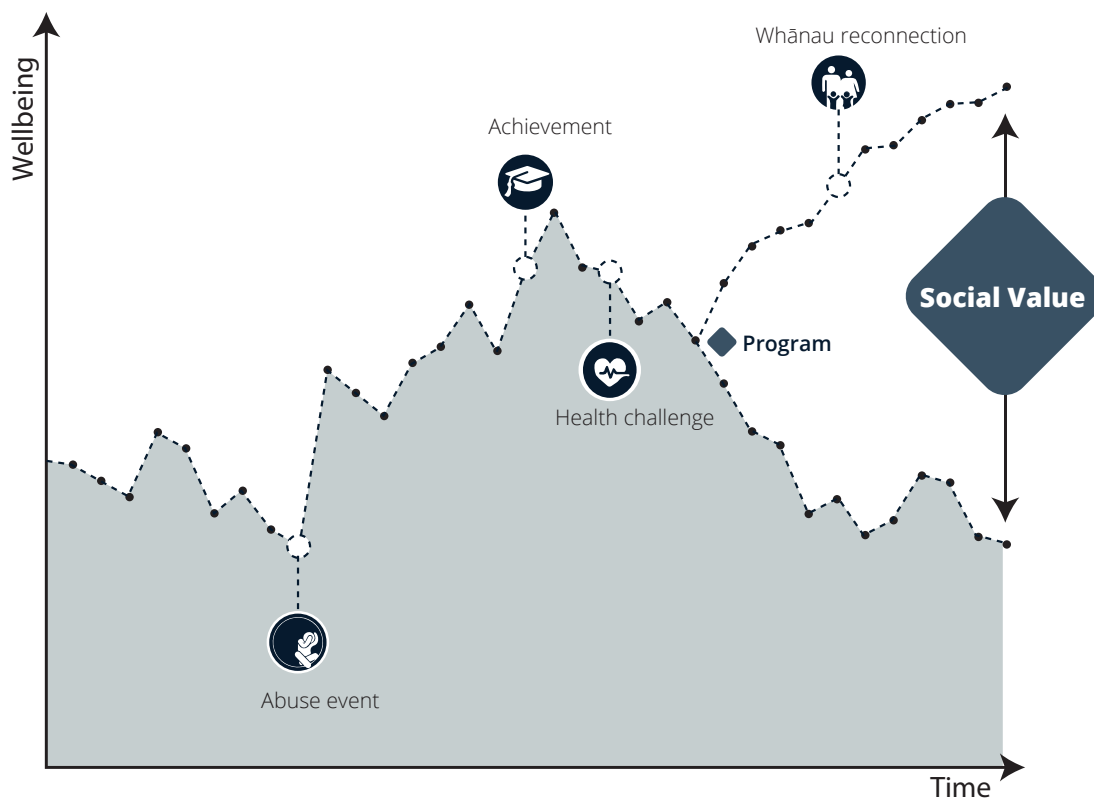 Wellbeing
Whānau reconnection
Achievement
Social Value
Program
Health challenge
Abuse event
Time